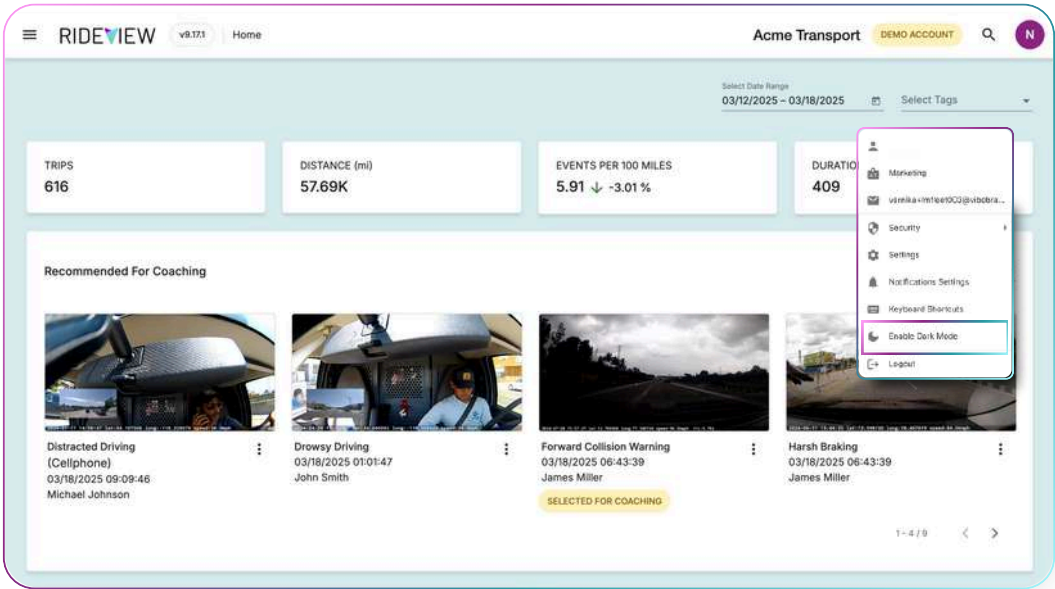 RIDEVIEW v9.17.1 Home Acme Transport DEMO ACCOUNT N
Select Date Range
03/12/2025 – 03/18/2025 Select Tags
TRIPS
616
DISTANCE (mi)
57.69K
EVENTS PER 100 MILES
5.91 ↓ -3.01 %
409
Marketing
Security
Settings
Notifications Settings
Keyboard Shortcuts
Enable Dark Mode
Logout
Recommended For Coaching
Distracted Driving
(Cellphone)
03/18/2025 09:09:46
Michael Johnson
Drowsy Driving
03/18/2025 01:01:47
John Smith
Forward Collision Warning
03/18/2025 06:43:39
James Miller
SELECTED FOR COACHING
Harsh Braking
03/18/2025 06:43:39
James Miller
1-4 / 9